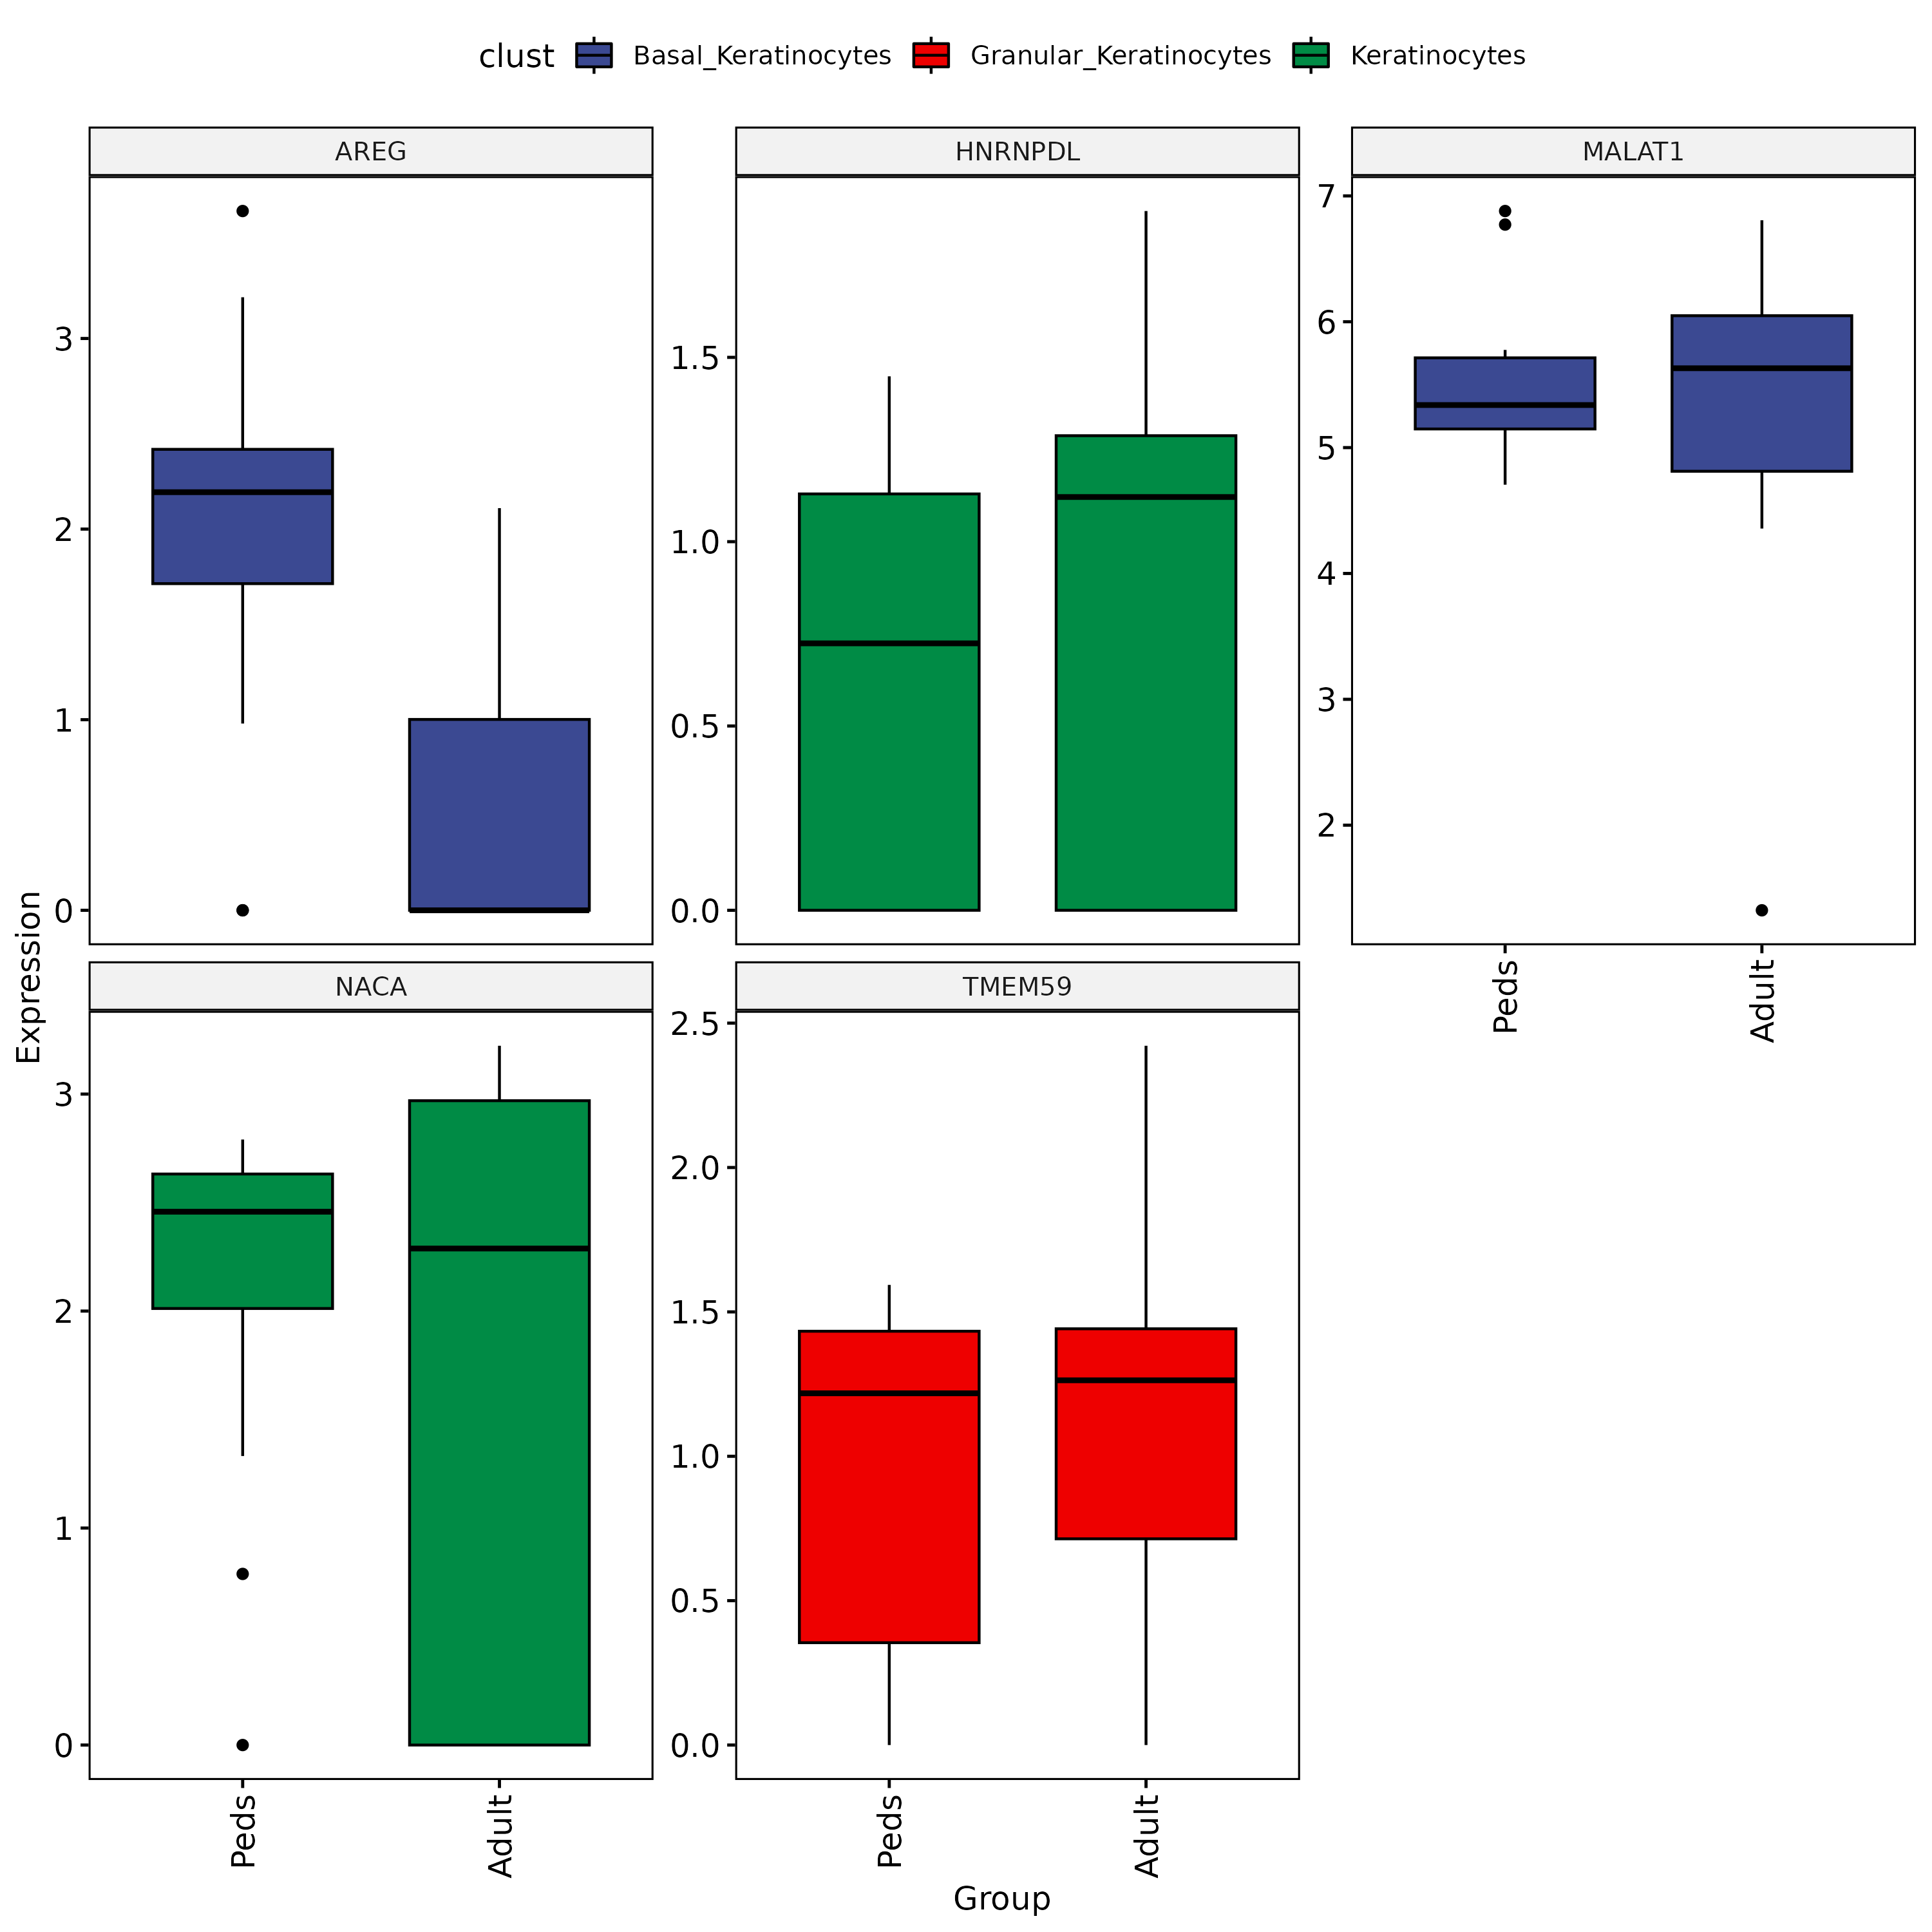 clust Basal_Keratinocytes Granular_Keratinocytes Keratinocytes
AREG
HNRNPDL
MALAT1
3
2
1
0
1.5
1.0
0.5
0.0
7
6
5
4
3
2
Peds
Adult
Expression
NACA
TMEM59
3
2
1
0
2.5
2.0
1.5
1.0
0.5
0.0
Peds
Adult
Peds
Adult
Group